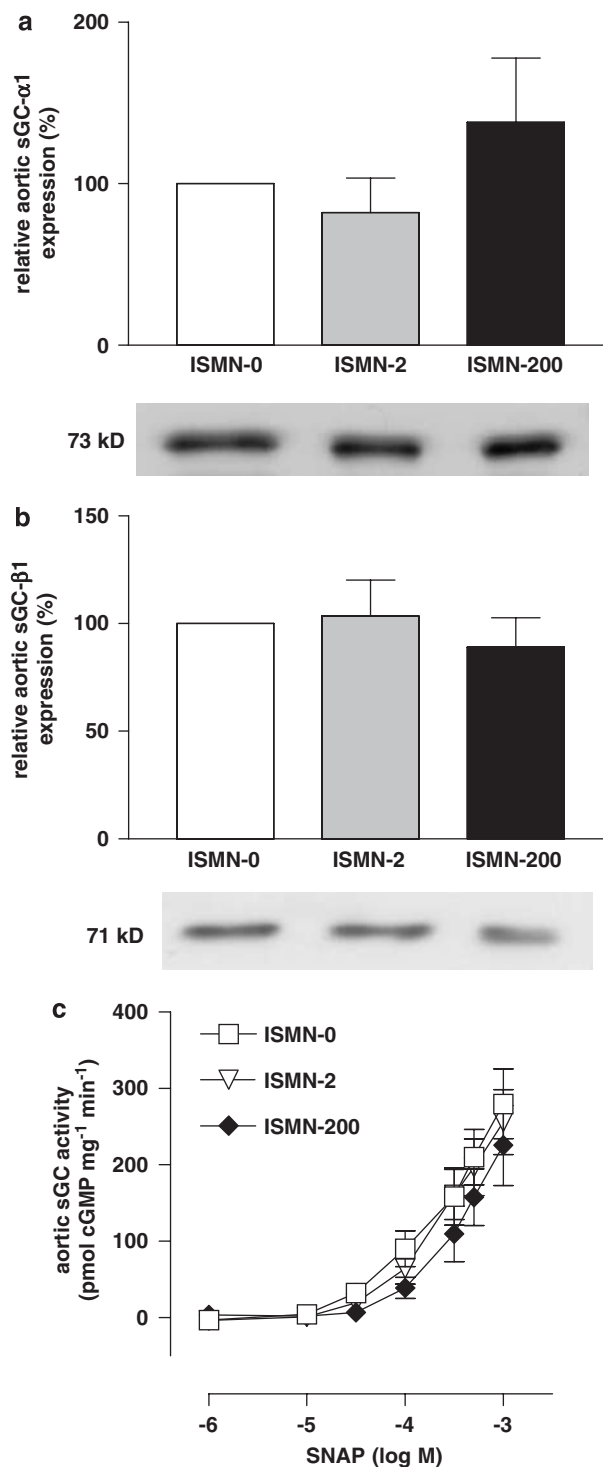 a
relative aortic sGC-α1
expression (%)
200
100
0
ISMN-0 ISMN-2 ISMN-200
73 kD
b
relative aortic sGC-β1
expression (%)
150
100
50
0
ISMN-0 ISMN-2 ISMN-200
71 kD
c
aortic sGC activity
(pmol cGMP mg⁻¹ min⁻¹)
400
300
200
100
0
ISMN-0
ISMN-2
ISMN-200
-6 -5 -4 -3
SNAP (log M)